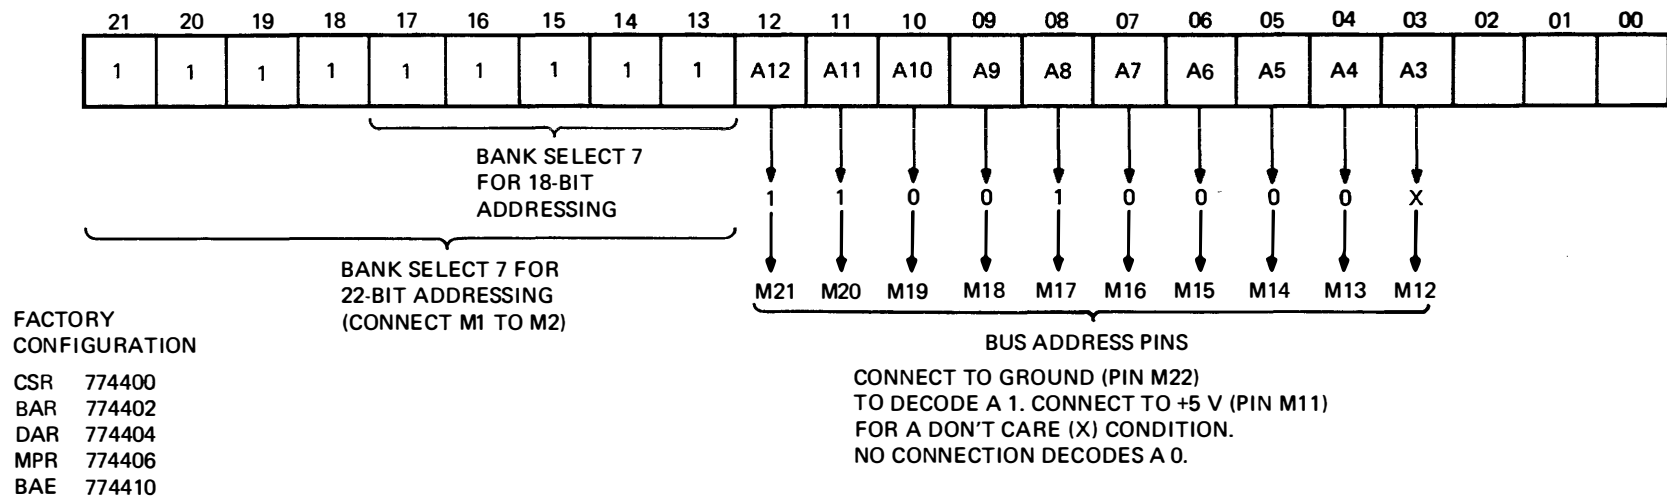 21 20 19 18 17 16 15 14 13 12 11 10 09 08 07 06 05 04 03 02 01 00
1 1 1 1 1 1 1 1 1 A12 A11 A10 A9 A8 A7 A6 A5 A4 A3
BANK SELECT 7
FOR 18-BIT
ADDRESSING
1 1 0 0 1 0 0 0 0 X
BANK SELECT 7 FOR
22-BIT ADDRESSING
(CONNECT M1 TO M2)
M21 M20 M19 M18 M17 M16 M15 M14 M13 M12
BUS ADDRESS PINS
CONNECT TO GROUND (PIN M22)
TO DECODE A 1. CONNECT TO +5 V (PIN M11)
FOR A DON'T CARE (X) CONDITION.
NO CONNECTION DECODES A 0.
FACTORY
CONFIGURATION
CSR 774400
BAR 774402
DAR 774404
MPR 774406
BAE 774410